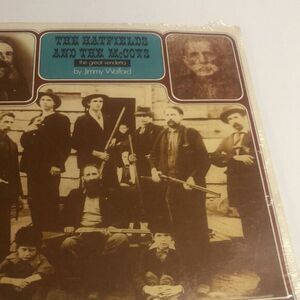 THE HATFIELDS
AND THE McCOYS
the great vendetta
by Jimmy Wolford